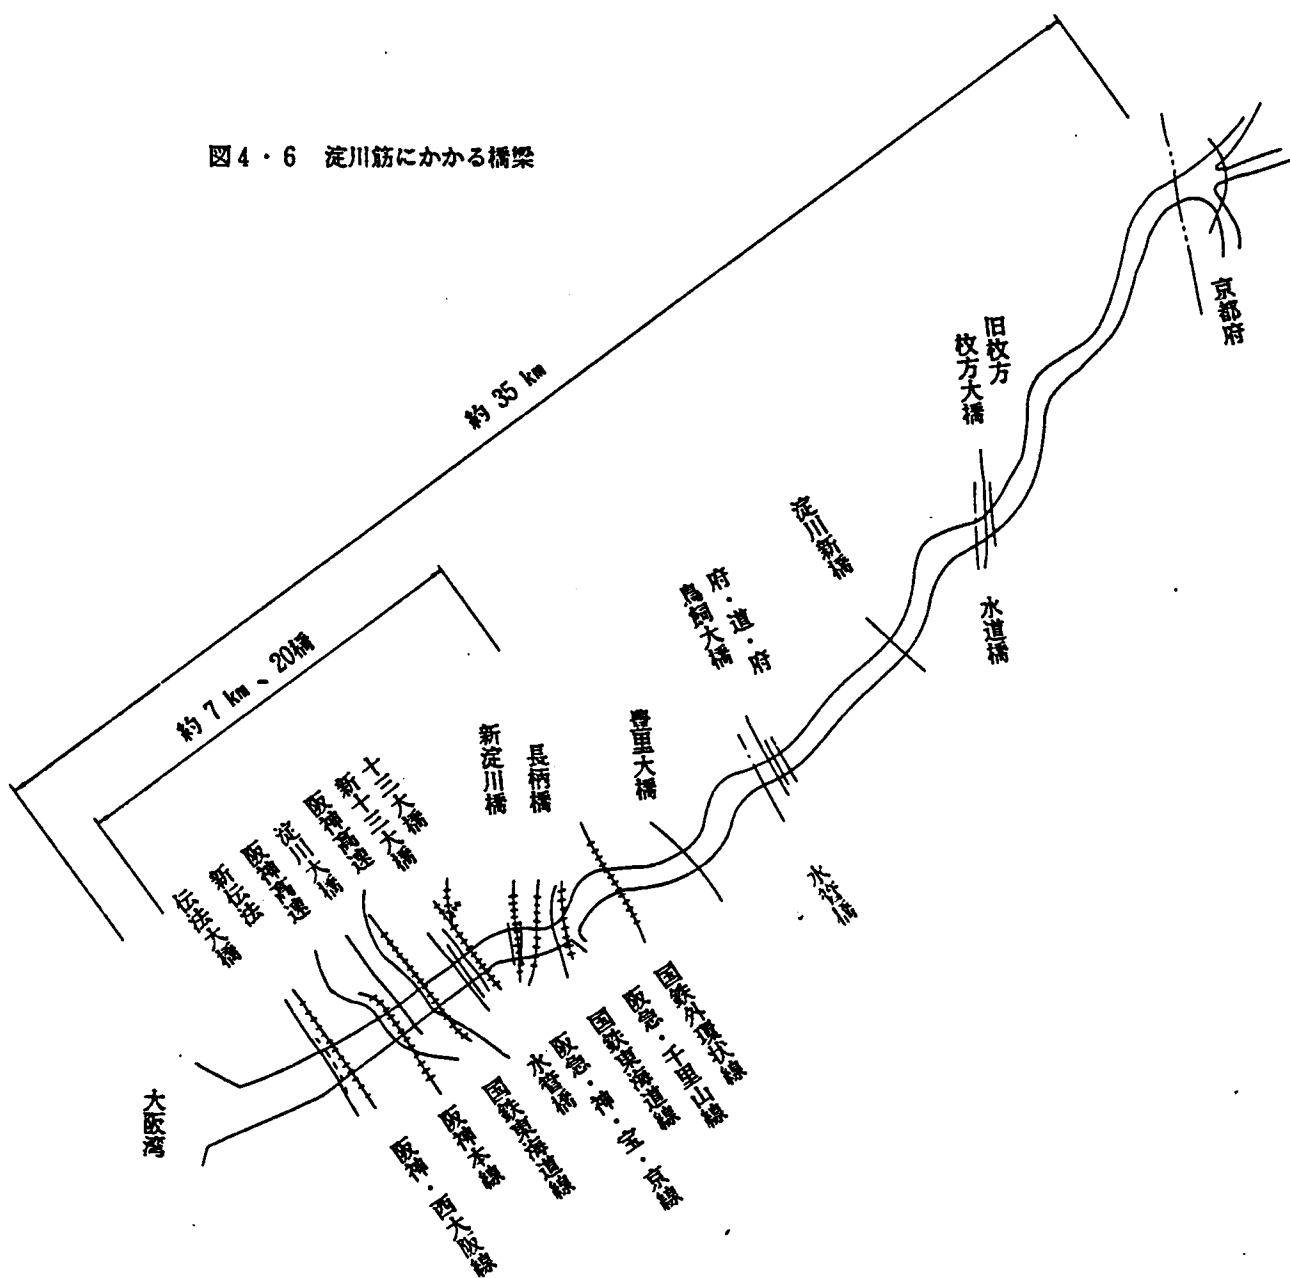 図4・6　淀川筋にかかる橋梁
約 35 km
約 7 km、20橋
京都府
旧枚方
枚方大橋
水道橋
淀川新橋
府・道・府
鳥飼大橋
水管橋
豊里大橋
長柄橋
新淀川橋
十三大橋
新十三大橋
阪神高速
淀川大橋
阪神高速
新伝法
伝法大橋
国鉄外環状線
阪急・千里山線
国鉄東海道線
阪急・神・宝・京線
水管橋
国鉄東海道線
阪神本線
阪神・西大阪線
大阪湾